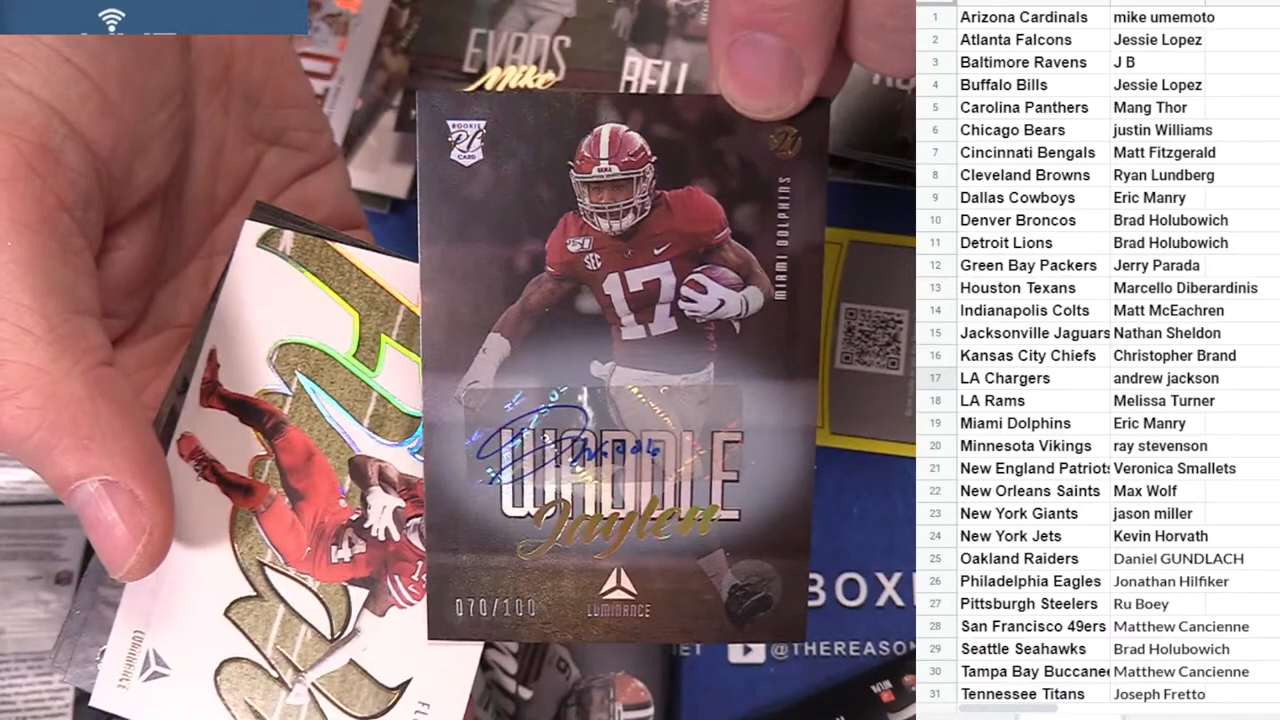 EVANS
Mike
BELL
ROOKIE
CARD
21
MIAMI DOLPHINS
SEC
17
WADDLE
Jaylen
070/100
LUMINANCE
LUMINANCE
BOX
@THEREASON
1 Arizona Cardinals mike umemoto
2 Atlanta Falcons Jessie Lopez
3 Baltimore Ravens J B
4 Buffalo Bills Jessie Lopez
5 Carolina Panthers Mang Thor
6 Chicago Bears justin Williams
7 Cincinnati Bengals Matt Fitzgerald
8 Cleveland Browns Ryan Lundberg
9 Dallas Cowboys Eric Manry
10 Denver Broncos Brad Holubowich
11 Detroit Lions Brad Holubowich
12 Green Bay Packers Jerry Parada
13 Houston Texans Marcello Diberardinis
14 Indianapolis Colts Matt McEachren
15 Jacksonville Jaguars Nathan Sheldon
16 Kansas City Chiefs Christopher Brand
17 LA Chargers andrew jackson
18 LA Rams Melissa Turner
19 Miami Dolphins Eric Manry
20 Minnesota Vikings ray stevenson
21 New England Patriots Veronica Smallets
22 New Orleans Saints Max Wolf
23 New York Giants jason miller
24 New York Jets Kevin Horvath
25 Oakland Raiders Daniel GUNDLACH
26 Philadelphia Eagles Jonathan Hilfiker
27 Pittsburgh Steelers Ru Boey
28 San Francisco 49ers Matthew Cancienne
29 Seattle Seahawks Brad Holubowich
30 Tampa Bay Buccanee Matthew Cancienne
31 Tennessee Titans Joseph Fretto